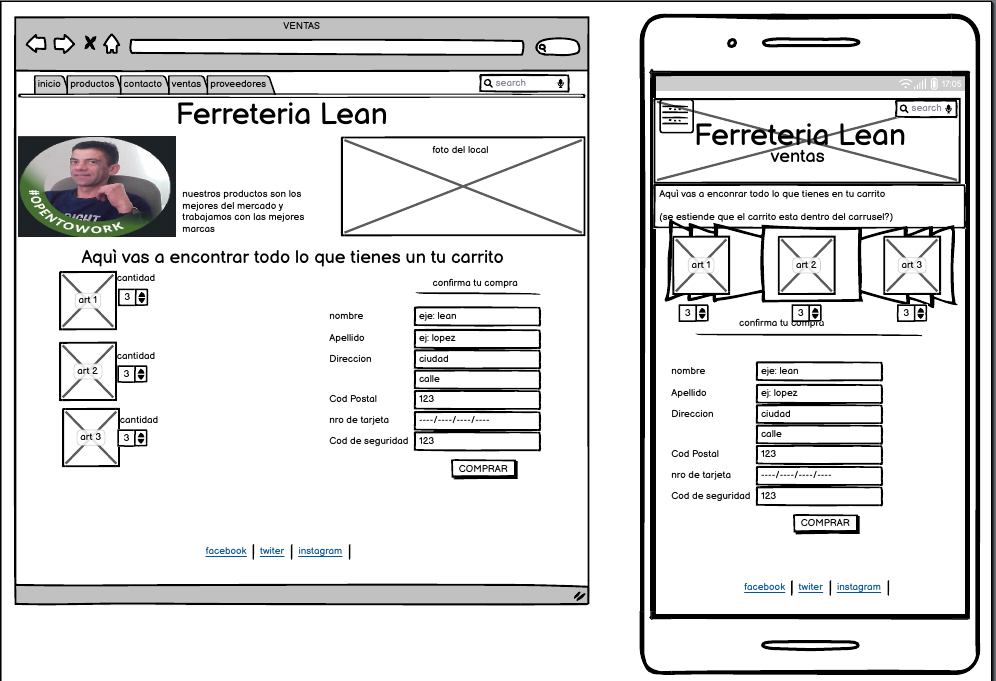 VENTAS
inicio productos contacto ventas proveedores
search
Ferreteria Lean
#OPENTOWORK
nuestros productos son los
mejores del mercado y
trabajamos con las mejores
marcas
foto del local
Aquì vas a encontrar todo lo que tienes un tu carrito
art 1
cantidad
3
art 2
cantidad
3
art 3
cantidad
3
confirma tu compra
nombre eje: lean
Apellido ej: lopez
Direccion ciudad
calle
Cod Postal 123
nro de tarjeta ----/----/----/----
Cod de seguridad 123
COMPRAR
facebook twiter instagram
17:05
search
Ferreteria Lean
ventas
Aquì vas a enconrar todo lo que tienes en tu carrito
(se estiende que el carrito esta dentro del carrusel?)
art 1 art 2 art 3
3 3 3
confirma tu compra
nombre eje: lean
Apellido ej: lopez
Direccion ciudad
calle
Cod Postal 123
nro de tarjeta ----/----/----/----
Cod de seguridad 123
COMPRAR
facebook twiter instagram